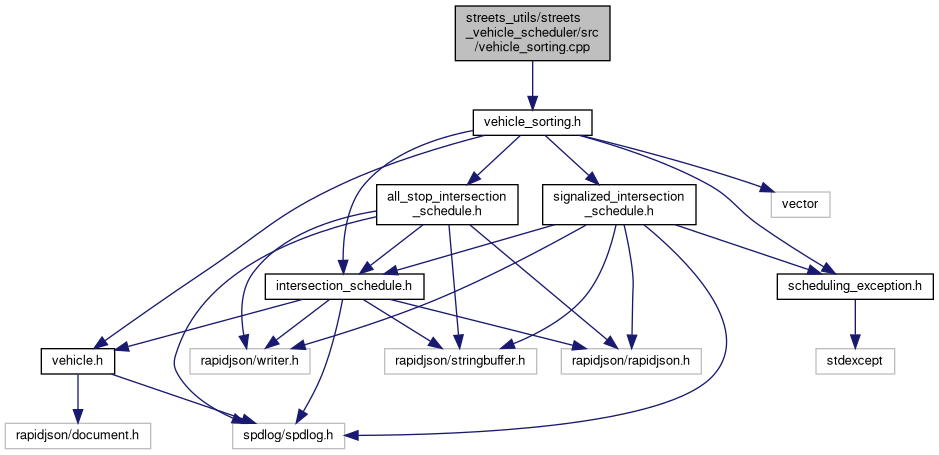 streets_utils/streets
_vehicle_scheduler/src
/vehicle_sorting.cpp
vehicle_sorting.h
all_stop_intersection
_schedule.h
signalized_intersection
_schedule.h
vector
intersection_schedule.h
scheduling_exception.h
vehicle.h
rapidjson/writer.h
rapidjson/stringbuffer.h
rapidjson/rapidjson.h
stdexcept
rapidjson/document.h
spdlog/spdlog.h